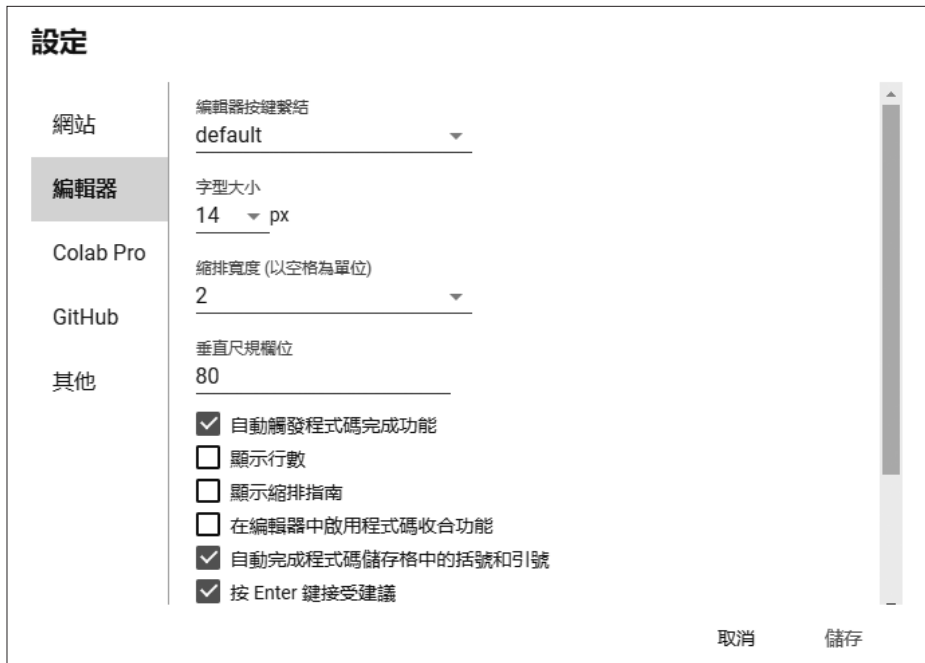 設定
網站
編輯器
Colab Pro
GitHub
其他
編輯器按鍵繫結
default
字型大小
14 px
縮排寬度 (以空格為單位)
2
垂直尺規欄位
80
自動觸發程式碼完成功能
顯示行數
顯示縮排指南
在編輯器中啟用程式碼收合功能
自動完成程式碼儲存格中的括號和引號
按 Enter 鍵接受建議
取消 儲存